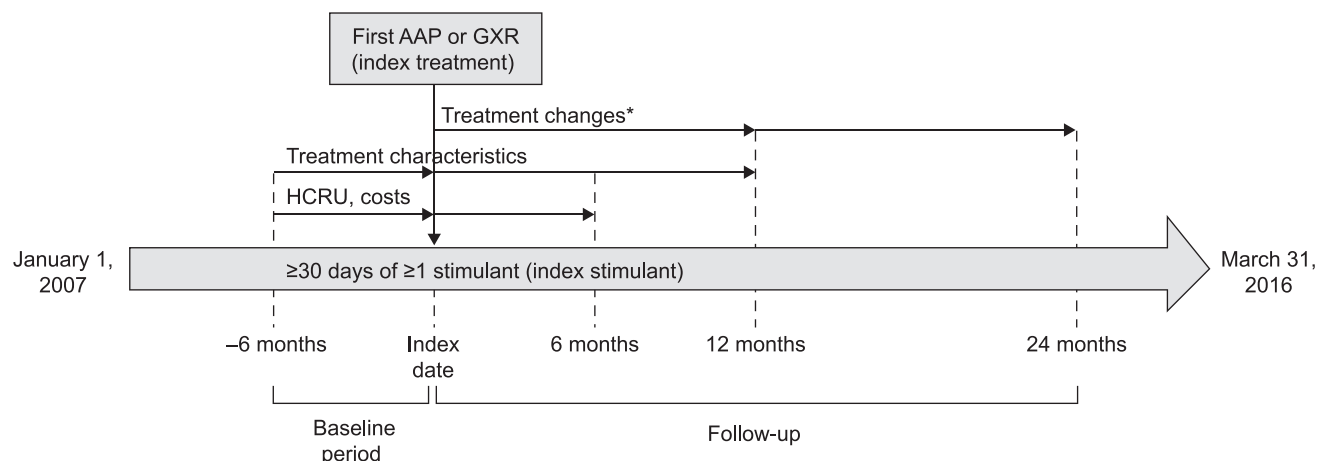 First AAP or GXR
(index treatment)
Treatment changes*
Treatment characteristics
HCRU, costs
January 1,
2007
≥30 days of ≥1 stimulant (index stimulant)
March 31,
2016
–6 months
Index
date
6 months
12 months
24 months
Baseline
period
Follow-up